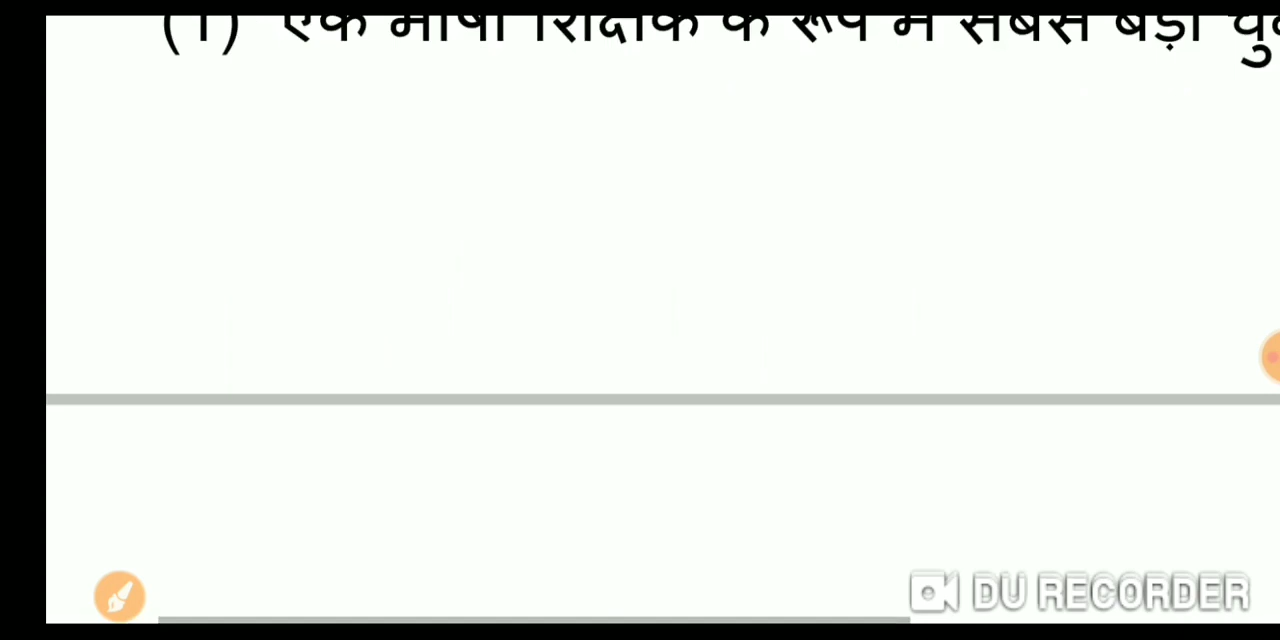 (1) एक भाषा शिक्षक के रूप में सबसे बड़ी
DU RECORDER